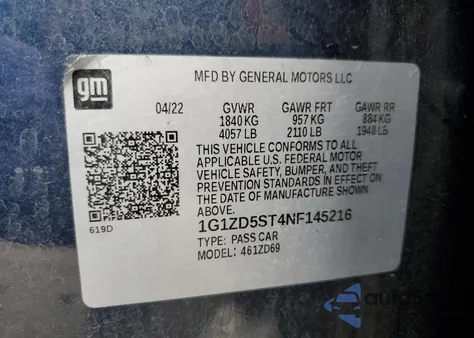 gm
MFD BY GENERAL MOTORS LLC
04/22 GVWR GAWR FRT GAWR RR
1840 KG 957 KG 884 KG
4057 LB 2110 LB 1948 LB
THIS VEHICLE CONFORMS TO ALL
APPLICABLE U.S. FEDERAL MOTOR
VEHICLE SAFETY, BUMPER, AND THEFT
PREVENTION STANDARDS IN EFFECT ON
THE DATE OF MANUFACTURE SHOWN
ABOVE.
619D
1G1ZD5ST4NF145216
TYPE: PASS CAR
MODEL: 461ZD69